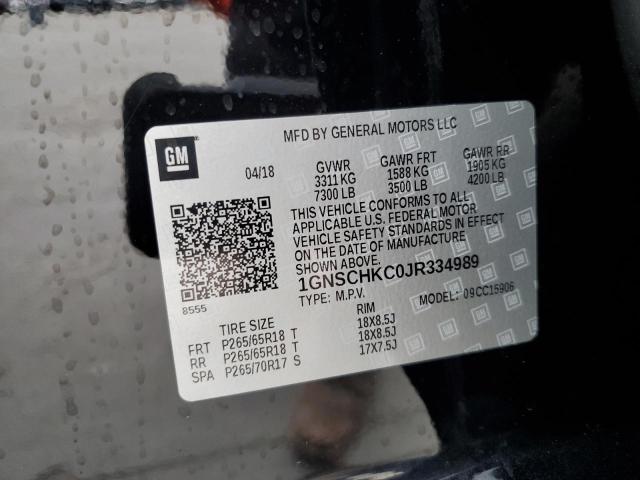 MFD BY GENERAL MOTORS LLC
GM
04/18
GVWR GAWR FRT GAWR RR
3311 KG 1588 KG 1905 KG
7300 LB 3500 LB 4200 LB
THIS VEHICLE CONFORMS TO ALL
APPLICABLE U.S. FEDERAL MOTOR
VEHICLE SAFETY STANDARDS IN EFFECT
ON THE DATE OF MANUFACTURE
SHOWN ABOVE.
1GNSCHKC0JR334989
8555
TYPE: M.P.V. MODEL: 09CC15906
TIRE SIZE RIM
FRT P265/65R18 T 18X8.5J
RR P265/65R18 T 18X8.5J
SPA P265/70R17 S 17X7.5J